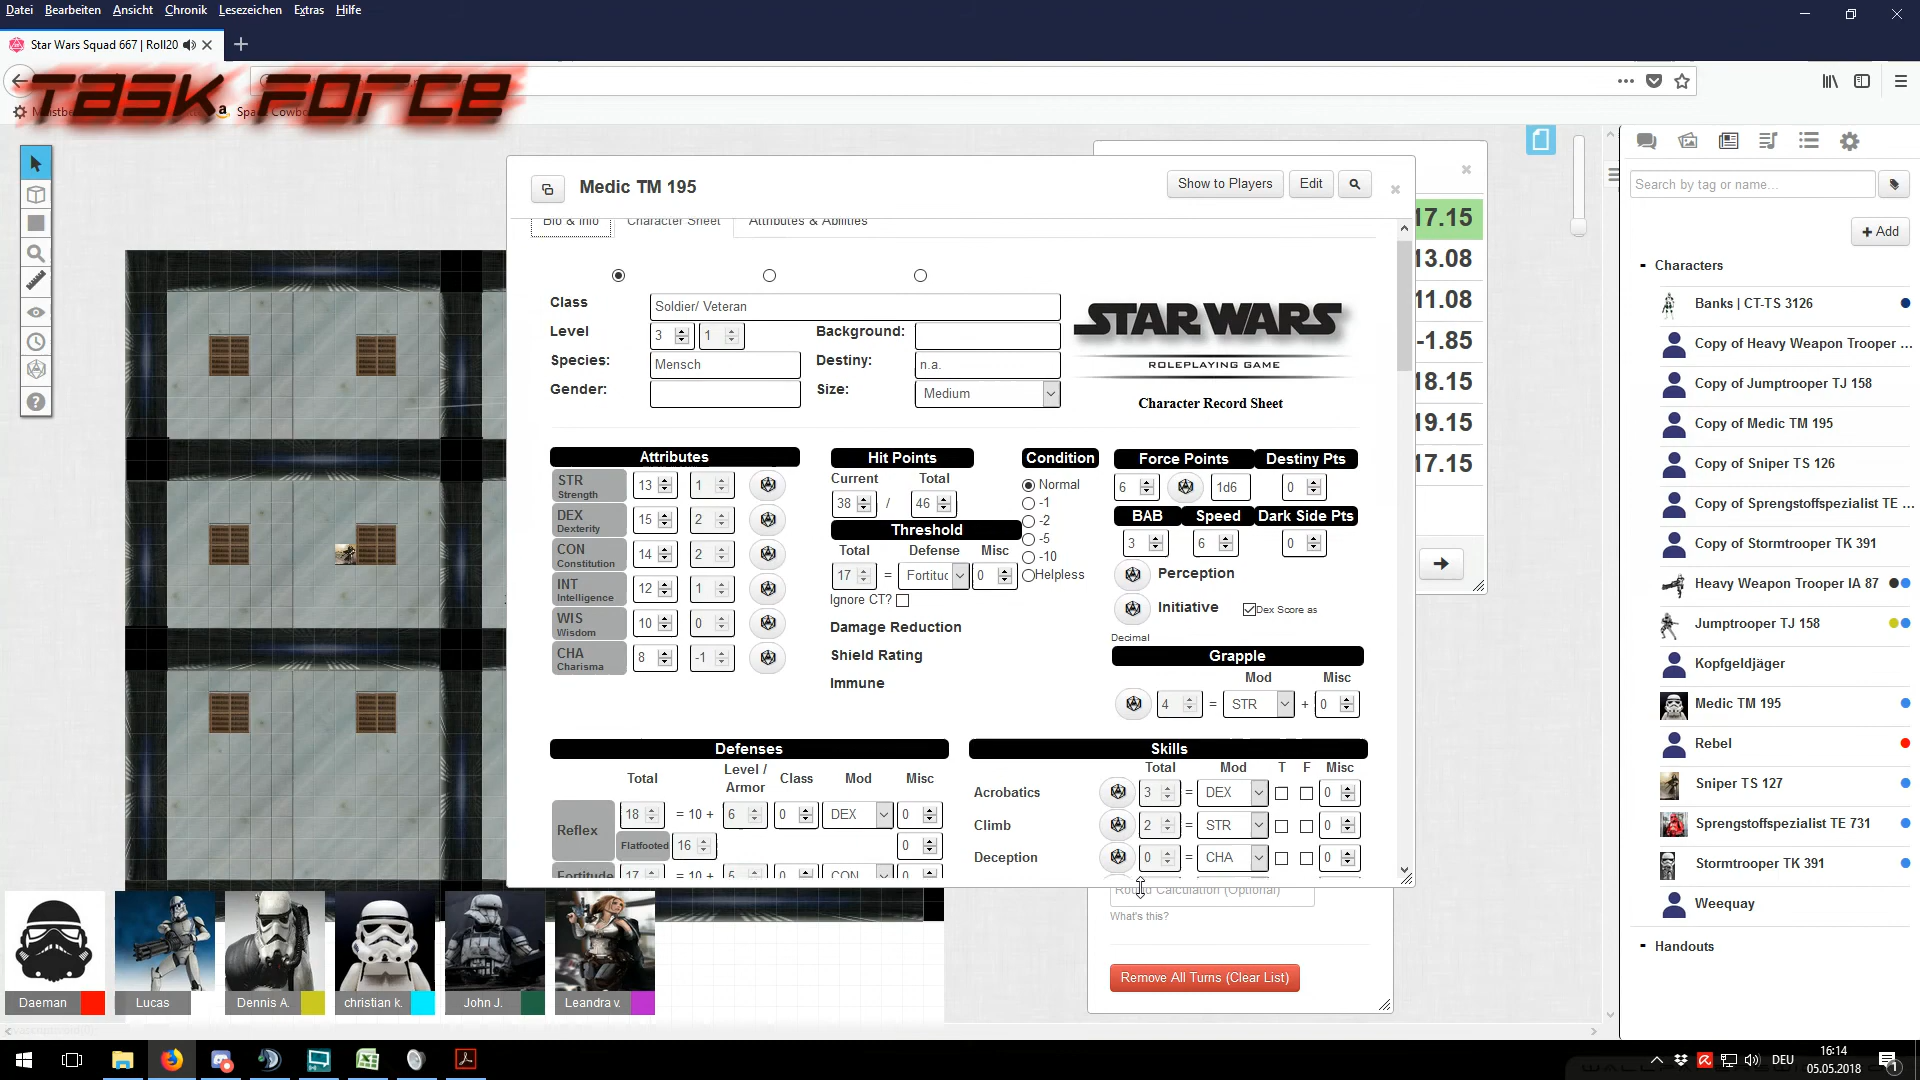 Datei Bearbeiten Ansicht Chronik Lesezeichen Extras Hilfe
Star Wars Squad 667 | Roll20
TASK FORCE
Medic TM 195
Show to Players Edit
Bio & Info Character Sheet Attributes & Abilities
Class Soldier/ Veteran
Level 3 1 Background:
Species: Mensch Destiny: n.a.
Gender: Size: Medium
STAR WARS
ROLEPLAYING GAME
Character Record Sheet
Attributes
STR Strength 13 1
DEX Dexterity 15 2
CON Constitution 14 2
INT Intelligence 12 1
WIS Wisdom 10 0
CHA Charisma 8 -1
Hit Points
Current Total
38 / 46
Threshold
Total Defense Misc
17 = Fortituc 0
Ignore CT?
Damage Reduction
Shield Rating
Immune
Condition
Normal
-1
-2
-5
-10
Helpless
Force Points Destiny Pts
6 1d6 0
BAB Speed Dark Side Pts
3 6 0
Perception
Initiative Dex Score as
Decimal
Grapple
Mod Misc
4 = STR + 0
Defenses
Total Level / Armor Class Mod Misc
Reflex 18 = 10 + 6 0 DEX 0
Flatfooted 16 0
Fortitude 17 = 10 + 5 0 CON 0
Skills
Total Mod T F Misc
Acrobatics 3 = DEX 0
Climb 2 = STR 0
Deception 0 = CHA 0
17.15
13.08
11.08
-1.85
18.15
19.15
17.15
Round Calculation (Optional)
What's this?
Remove All Turns (Clear List)
Search by tag or name...
+ Add
- Characters
Banks | CT-TS 3126
Copy of Heavy Weapon Trooper ...
Copy of Jumptrooper TJ 158
Copy of Medic TM 195
Copy of Sniper TS 126
Copy of Sprengstoffspezialist TE ...
Copy of Stormtrooper TK 391
Heavy Weapon Trooper IA 87
Jumptrooper TJ 158
Kopfgeldjäger
Medic TM 195
Rebel
Sniper TS 127
Sprengstoffspezialist TE 731
Stormtrooper TK 391
Weequay
- Handouts
Daeman Lucas Dennis A. christian k. John J. Leandra v.
DEU 16:14
05.05.2018 1